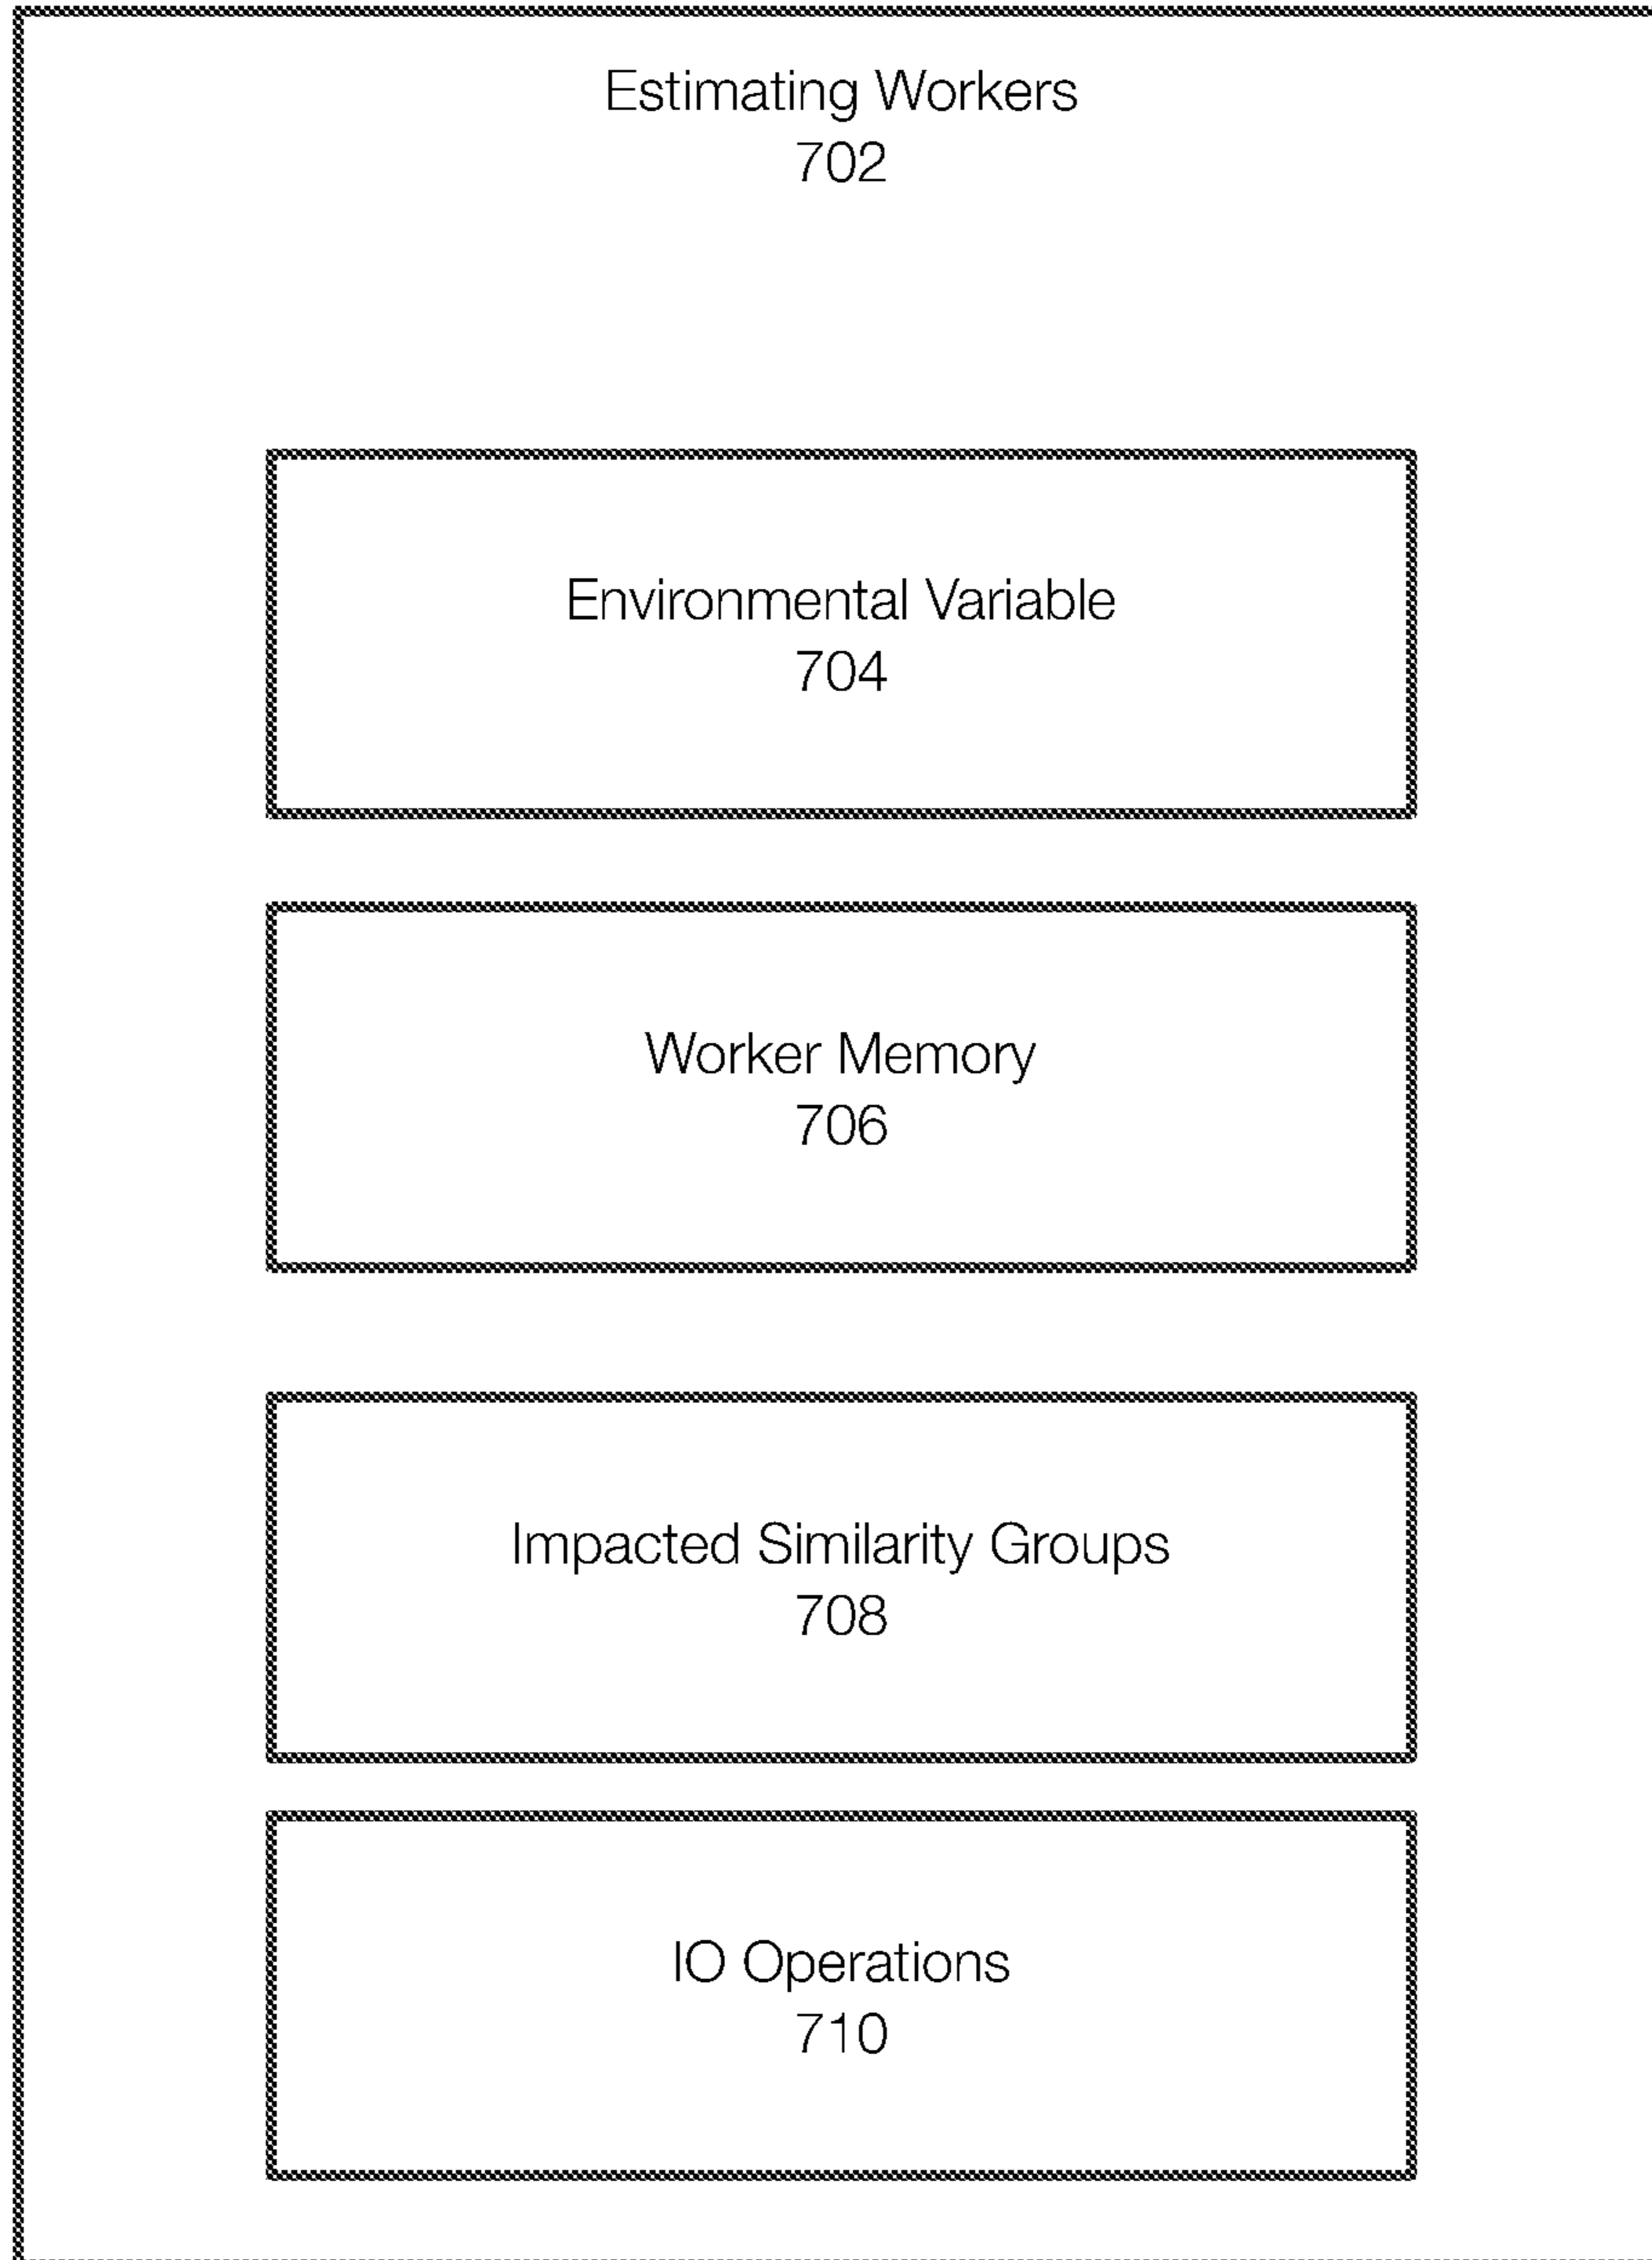 Estimating Workers
702
Environmental Variable
704
Worker Memory
706
Impacted Similarity Groups
708
IO Operations
710